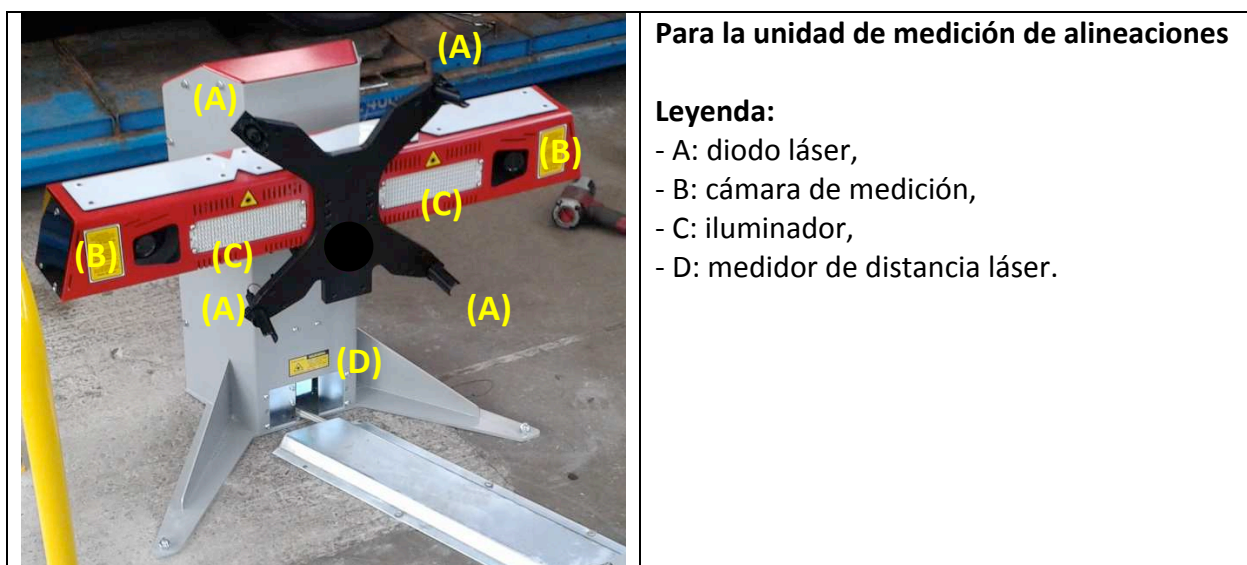 (A)
(A)
(B)
(C)
(B)
(C)
(A)
(A)
(D)
Para la unidad de medición de alineaciones
Leyenda:
- A: diodo láser,
- B: cámara de medición,
- C: iluminador,
- D: medidor de distancia láser.